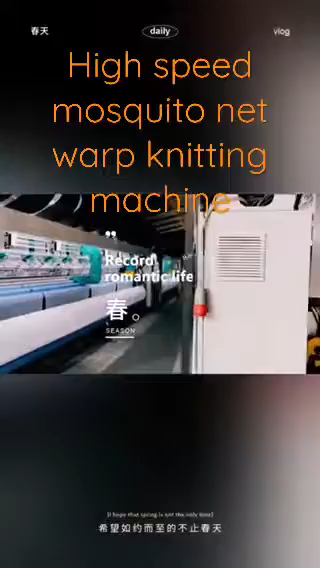 春天
daily
vlog
High speed
mosquito net
warp knitting
machine
"
Record
romantic life
春。
SEASON
(I hope that spring is not the only time)
希望如约而至的不止春天